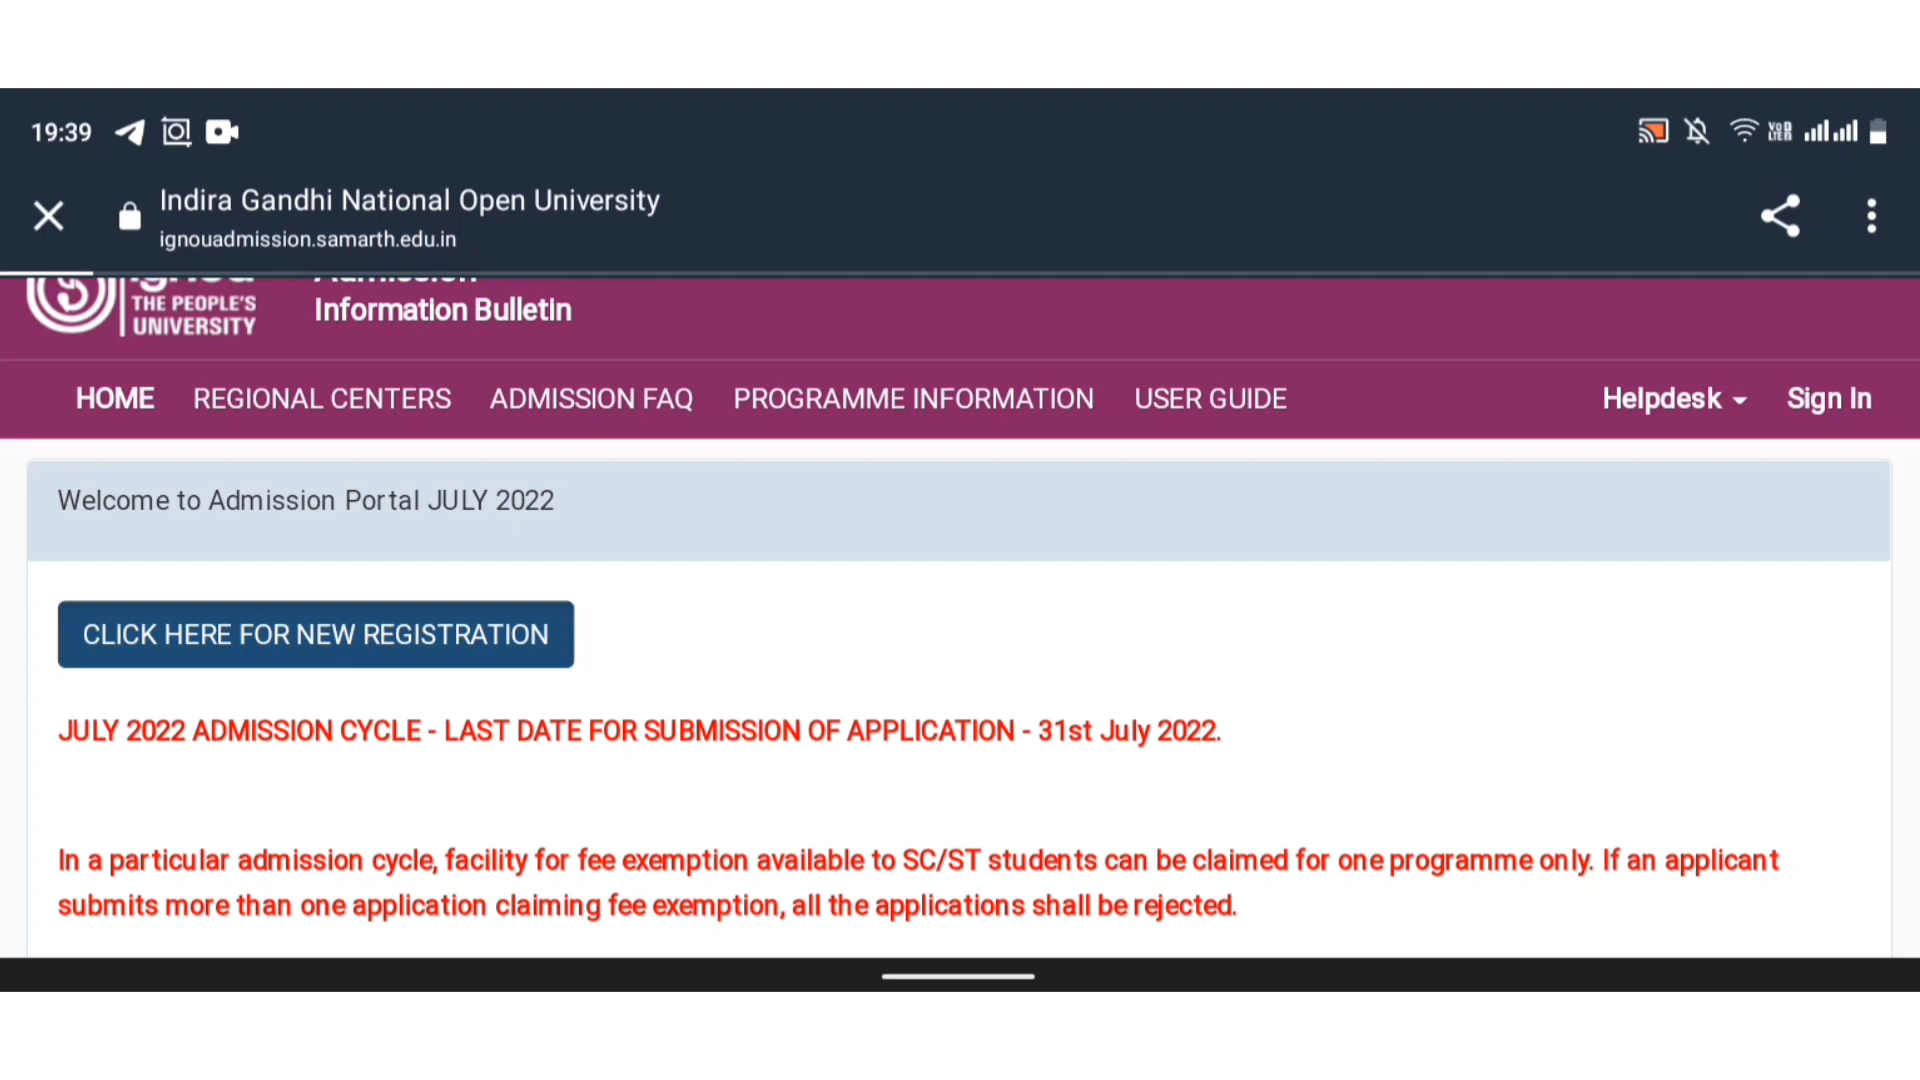 19:39
VoD
LTE
Indira Gandhi National Open University
ignouadmission.samarth.edu.in
THE PEOPLE'S
UNIVERSITY
Information Bulletin
HOME REGIONAL CENTERS ADMISSION FAQ PROGRAMME INFORMATION USER GUIDE Helpdesk Sign In
Welcome to Admission Portal JULY 2022
CLICK HERE FOR NEW REGISTRATION
JULY 2022 ADMISSION CYCLE - LAST DATE FOR SUBMISSION OF APPLICATION - 31st July 2022.
In a particular admission cycle, facility for fee exemption available to SC/ST students can be claimed for one programme only. If an applicant
submits more than one application claiming fee exemption, all the applications shall be rejected.